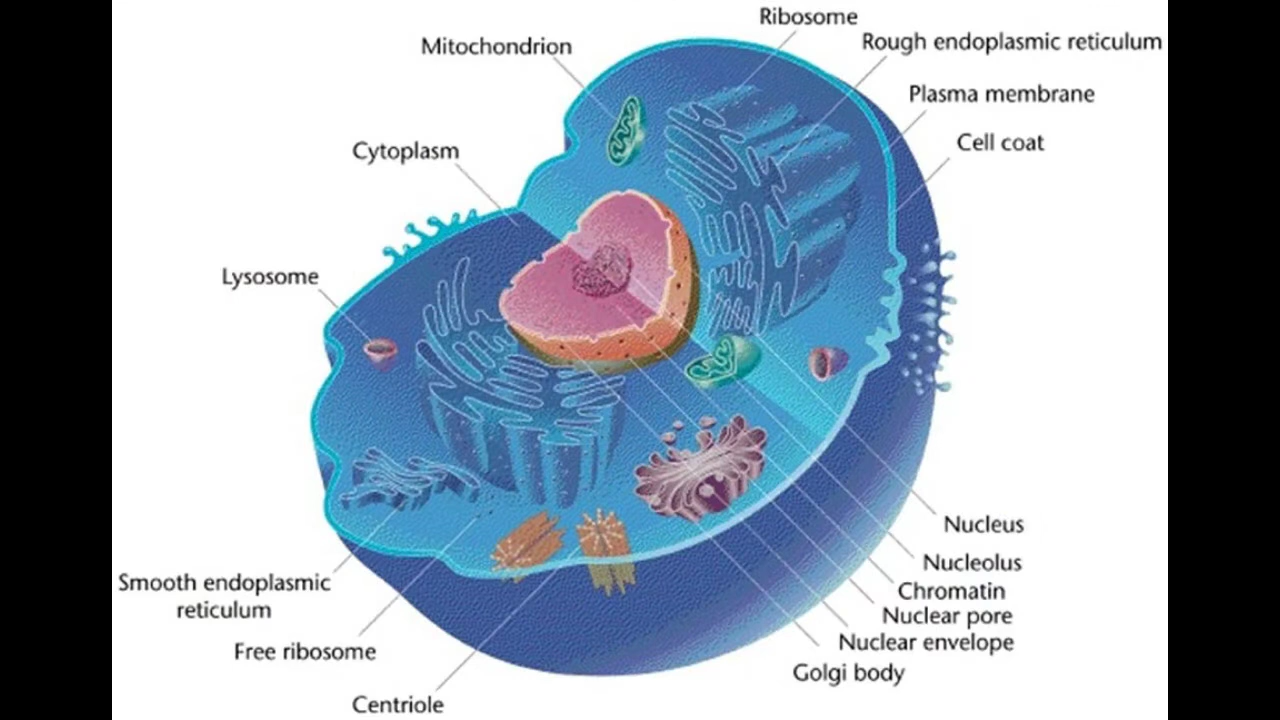 Ribosome
Mitochondrion
Rough endoplasmic reticulum
Plasma membrane
Cell coat
Cytoplasm
Lysosome
Nucleus
Nucleolus
Smooth endoplasmic
reticulum
Chromatin
Nuclear pore
Nuclear envelope
Free ribosome
Golgi body
Centriole